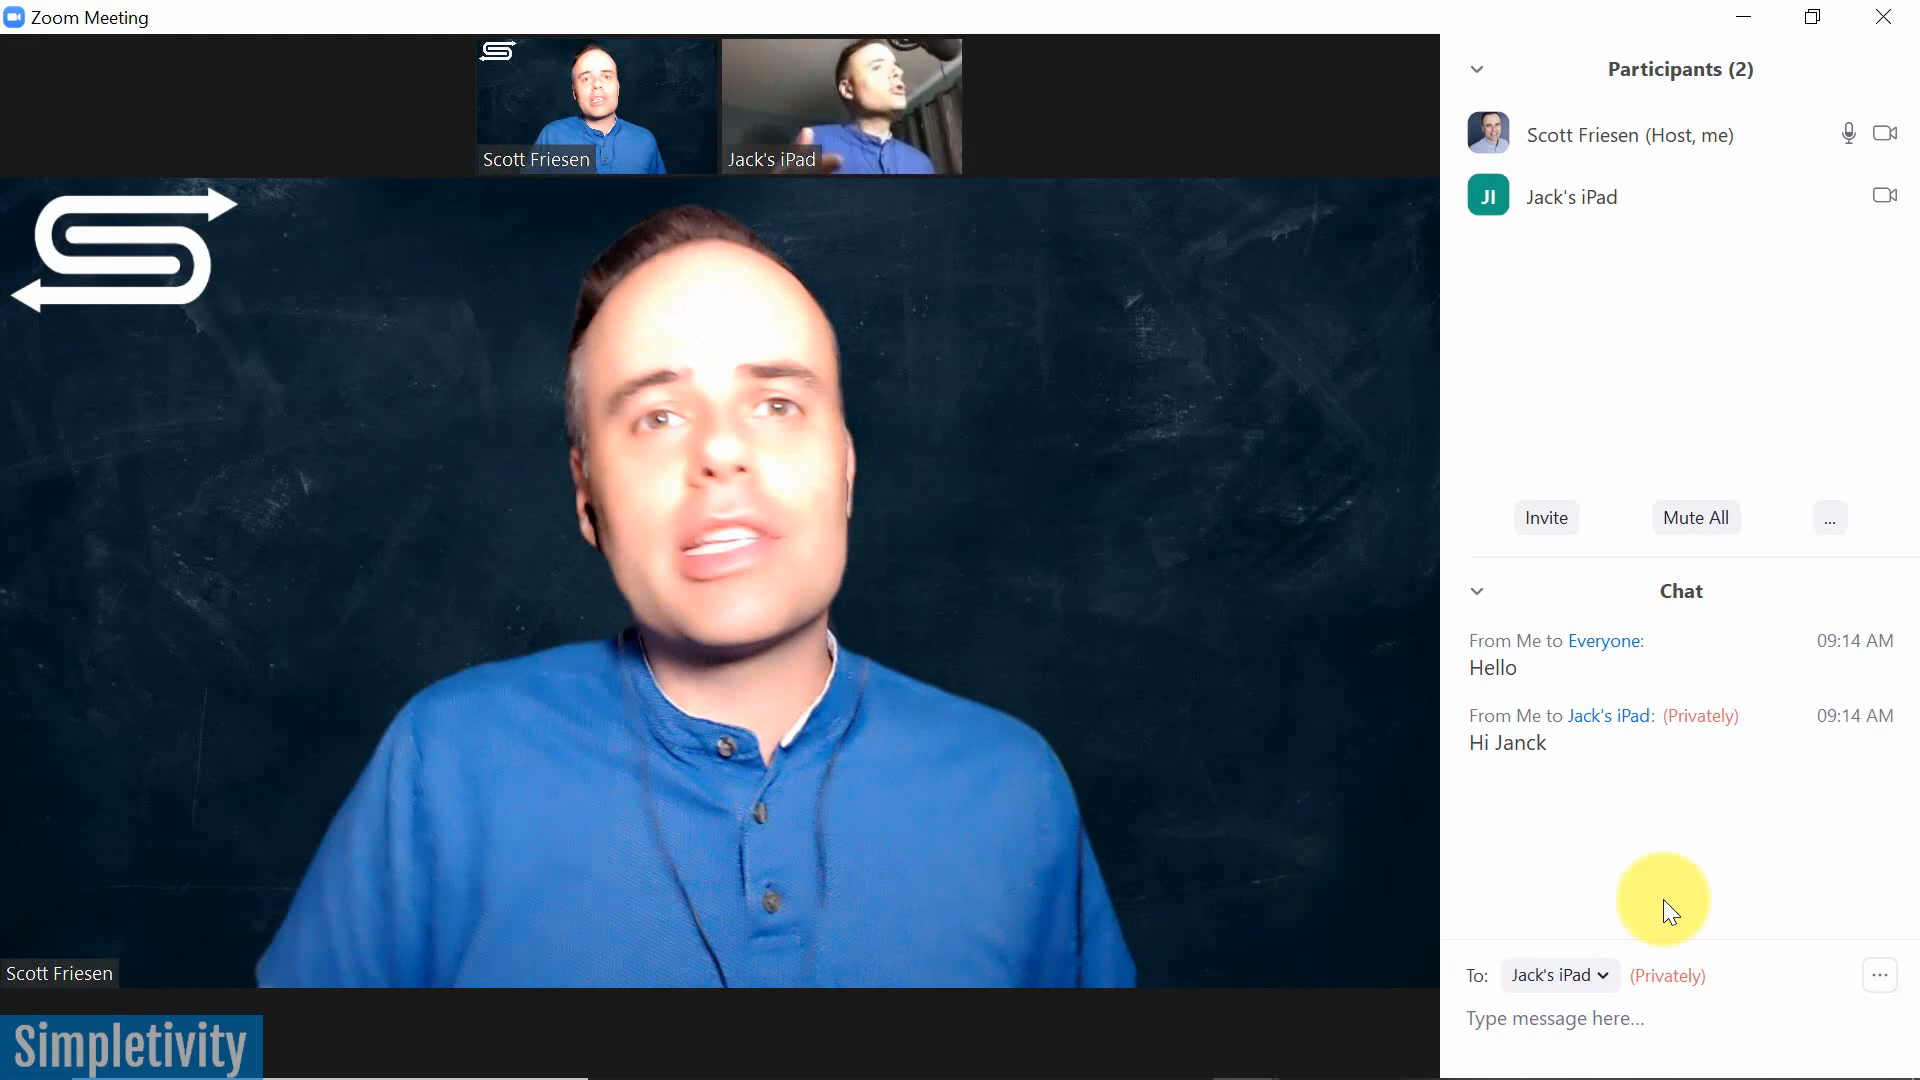 Zoom Meeting
Scott Friesen
Jack's iPad
Scott Friesen
Simpletivity
Participants (2)
Scott Friesen (Host, me)
JI Jack's iPad
Invite Mute All ...
Chat
From Me to Everyone: 09:14 AM
Hello
From Me to Jack's iPad: (Privately) 09:14 AM
Hi Janck
To: Jack's iPad (Privately)
Type message here...